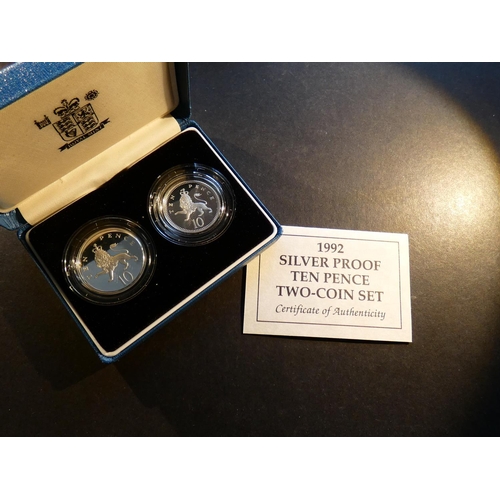 TEN PENCE
10
TEN PENCE
10
1992
SILVER PROOF
TEN PENCE
TWO-COIN SET
Certificate of Authenticity